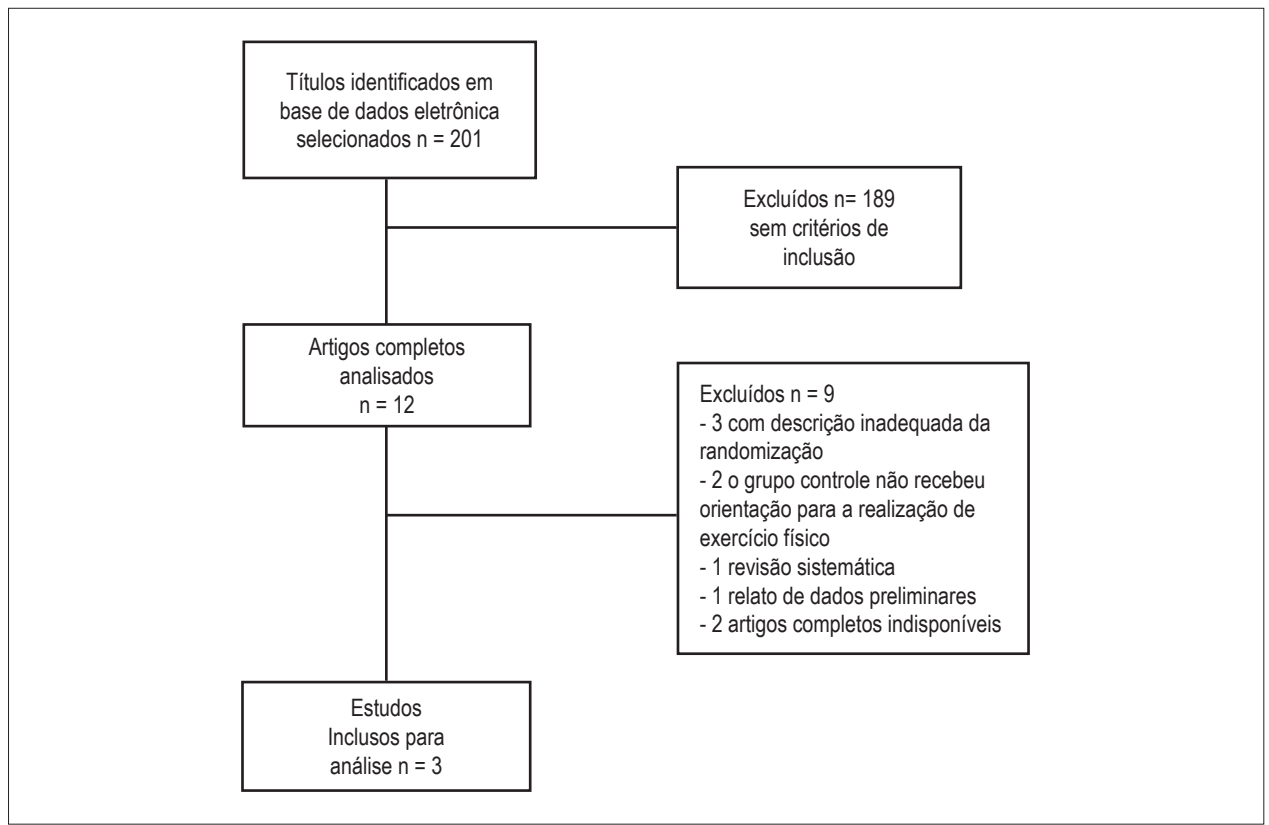 Títulos identificados em
base de dados eletrônica
selecionados n = 201
Excluídos n= 189
sem critérios de
inclusão
Artigos completos
analisados
n = 12
Excluídos n = 9
- 3 com descrição inadequada da
randomização
- 2 o grupo controle não recebeu
orientação para a realização de
exercício físico
- 1 revisão sistemática
- 1 relato de dados preliminares
- 2 artigos completos indisponíveis
Estudos
Inclusos para
análise n = 3